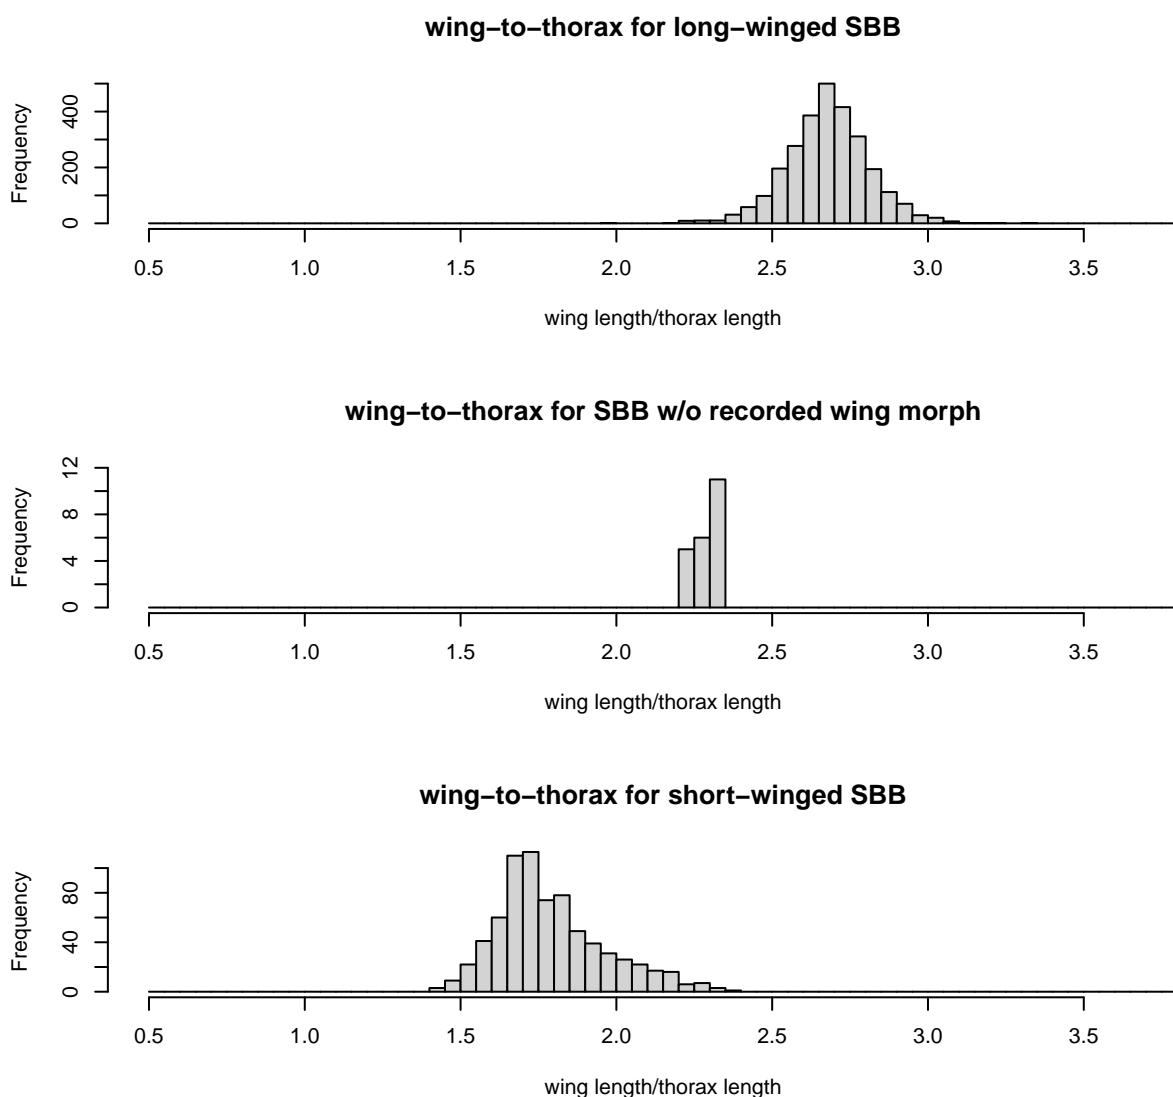 wing−to−thorax for long−winged SBB
Frequency
0 200 400
0.5 1.0 1.5 2.0 2.5 3.0 3.5
wing length/thorax length
wing−to−thorax for SBB w/o recorded wing morph
Frequency
0 4 8 12
0.5 1.0 1.5 2.0 2.5 3.0 3.5
wing length/thorax length
wing−to−thorax for short−winged SBB
Frequency
0 40 80
0.5 1.0 1.5 2.0 2.5 3.0 3.5
wing length/thorax length